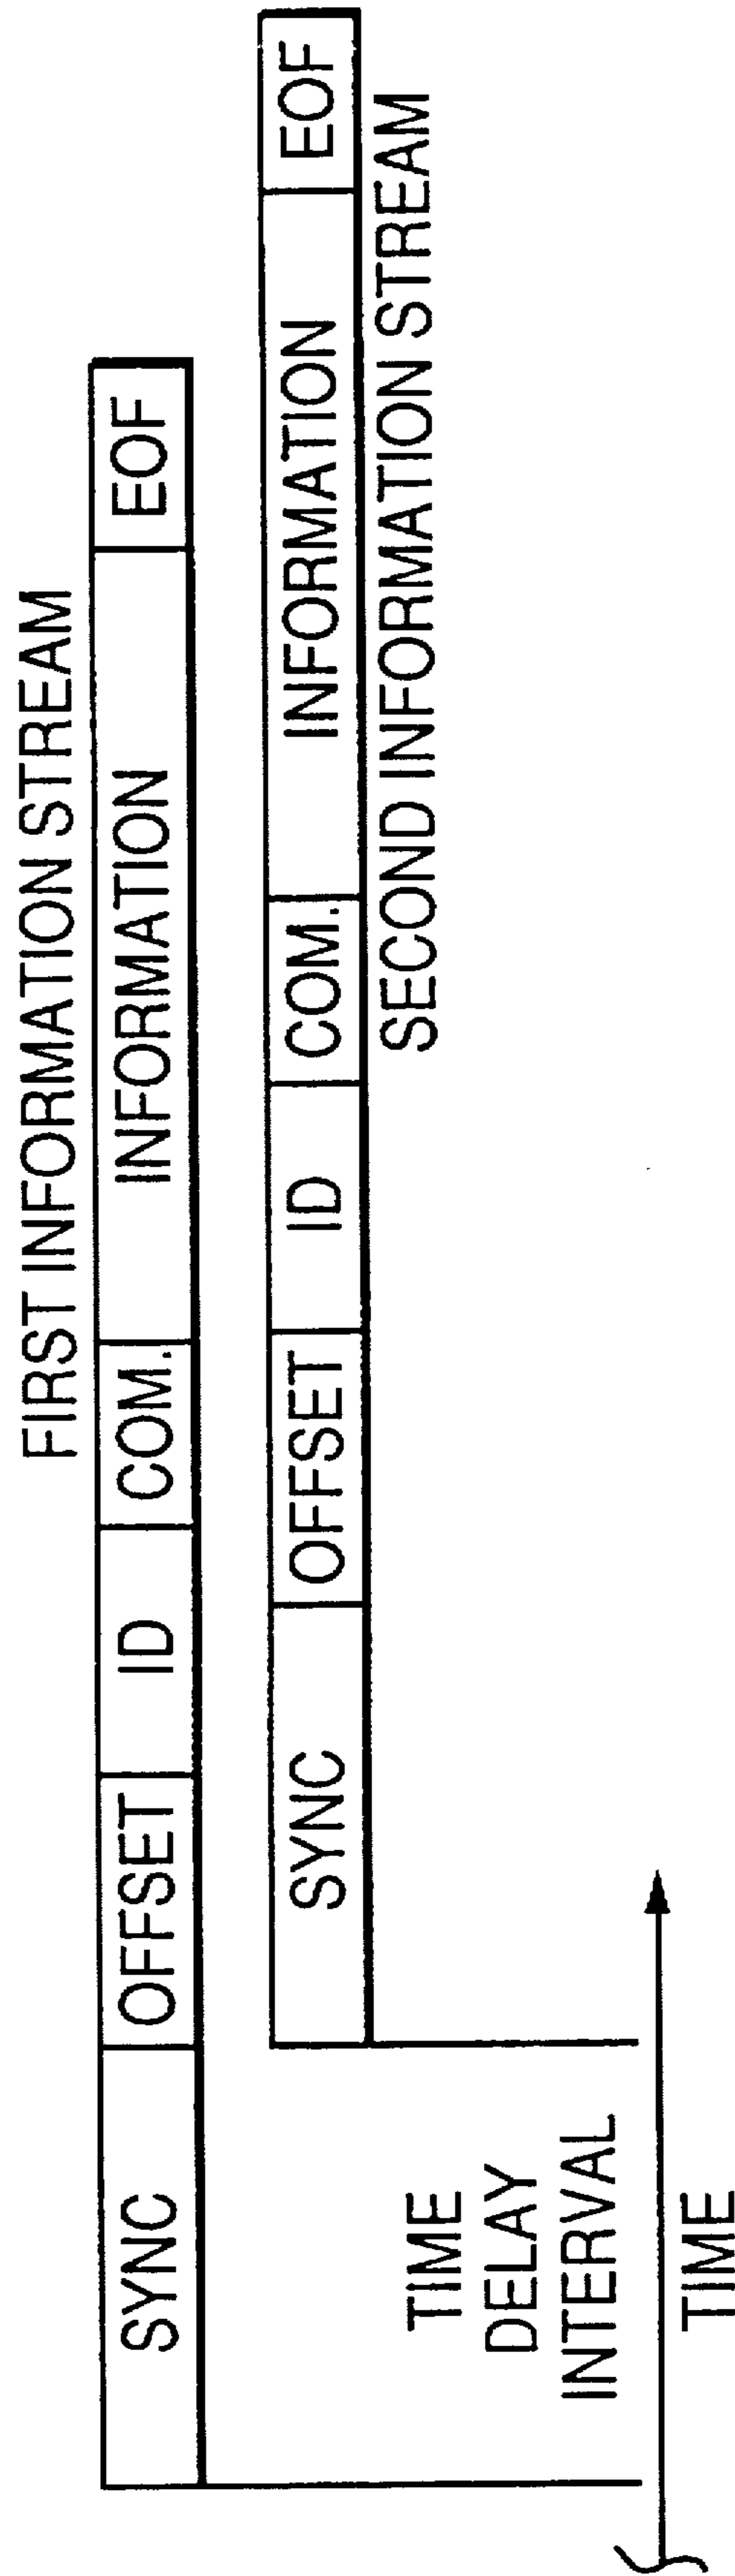 FIRST INFORMATION STREAM
SYNC OFFSET ID COM. INFORMATION EOF
SYNC OFFSET ID COM. INFORMATION EOF
SECOND INFORMATION STREAM
TIME
DELAY
INTERVAL
TIME